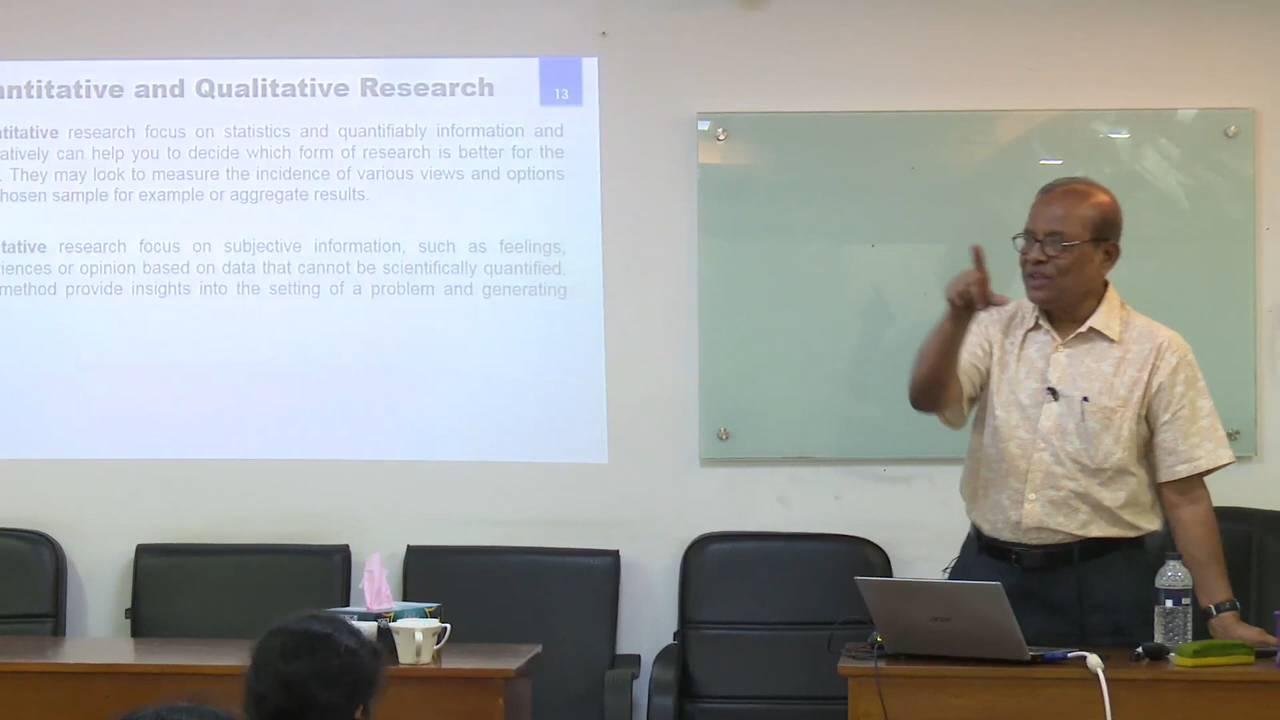 antitative and Qualitative Research
13
ntitative research focus on statistics and quantifiably information and
atively can help you to decide which form of research is better for the
. They may look to measure the incidence of various views and options
hosen sample for example or aggregate results.
tative research focus on subjective information, such as feelings,
iences or opinion based on data that cannot be scientifically quantified.
method provide insights into the setting of a problem and generating
acer